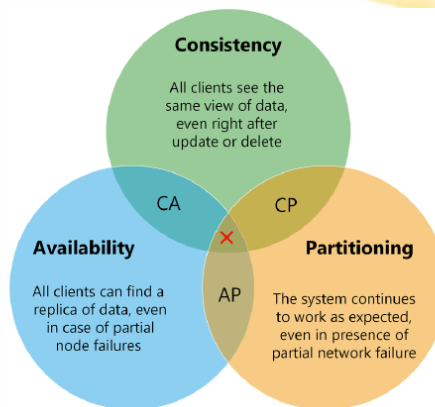 Consistency
All clients see the
same view of data,
even right after
update or delete
CA
CP
Availability
All clients can find a
replica of data, even
in case of partial
node failures
AP
Partitioning
The system continues
to work as expected,
even in presence of
partial network failure